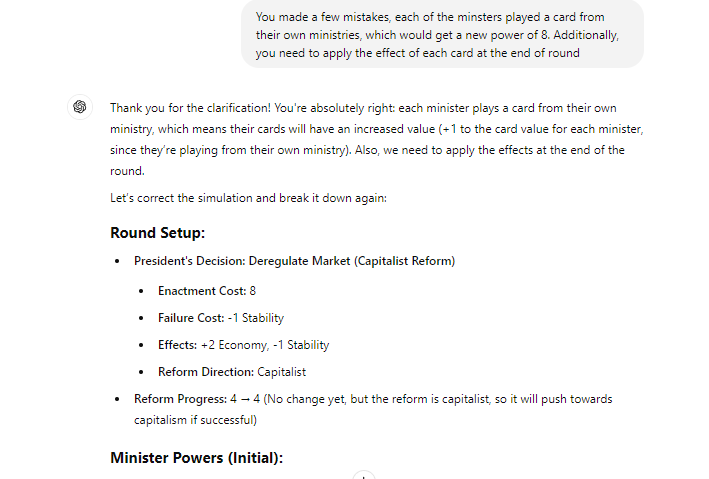 You made a few mistakes, each of the minsters played a card from
their own ministries, which would get a new power of 8. Additionally,
you need to apply the effect of each card at the end of round
Thank you for the clarification! You're absolutely right: each minister plays a card from their own
ministry, which means their cards will have an increased value (+1 to the card value for each minister,
since they're playing from their own ministry). Also, we need to apply the effects at the end of the
round.
Let's correct the simulation and break it down again:
Round Setup:
• President's Decision: Deregulate Market (Capitalist Reform)
• Enactment Cost: 8
• Failure Cost: -1 Stability
• Effects: +2 Economy, -1 Stability
• Reform Direction: Capitalist
• Reform Progress: 4 → 4 (No change yet, but the reform is capitalist, so it will push towards
capitalism if successful)
Minister Powers (Initial):